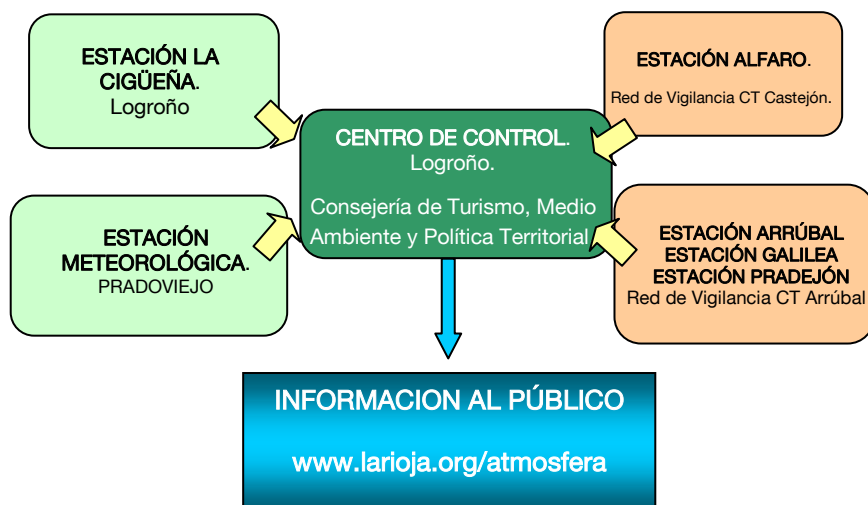 ESTACIÓN LA
CIGÜEÑA.
Logroño
ESTACIÓN ALFARO.
Red de Vigilancia CT Castejón.
CENTRO DE CONTROL.
Logroño.
Consejería de Turismo, Medio
Ambiente y Política Territorial
ESTACIÓN
METEOROLÓGICA.
PRADOVIEJO
ESTACIÓN ARRÚBAL
ESTACIÓN GALILEA
ESTACIÓN PRADEJÓN
Red de Vigilancia CT Arrúbal
INFORMACION AL PÚBLICO
www.larioja.org/atmosfera